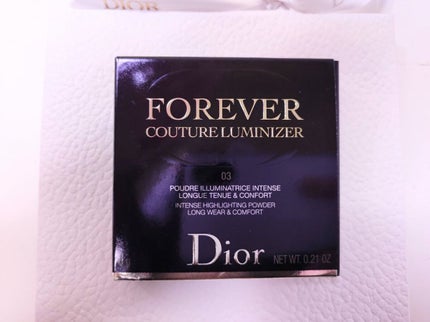 DIOR
FOREVER
COUTURE LUMINIZER
03
POUDRE ILLUMINATRICE INTENSE
LONGUE TENUE & CONFORT
INTENSE HIGHLIGHTING POWDER
LONG WEAR & COMFORT
Dior NET WT. 0.21 OZ